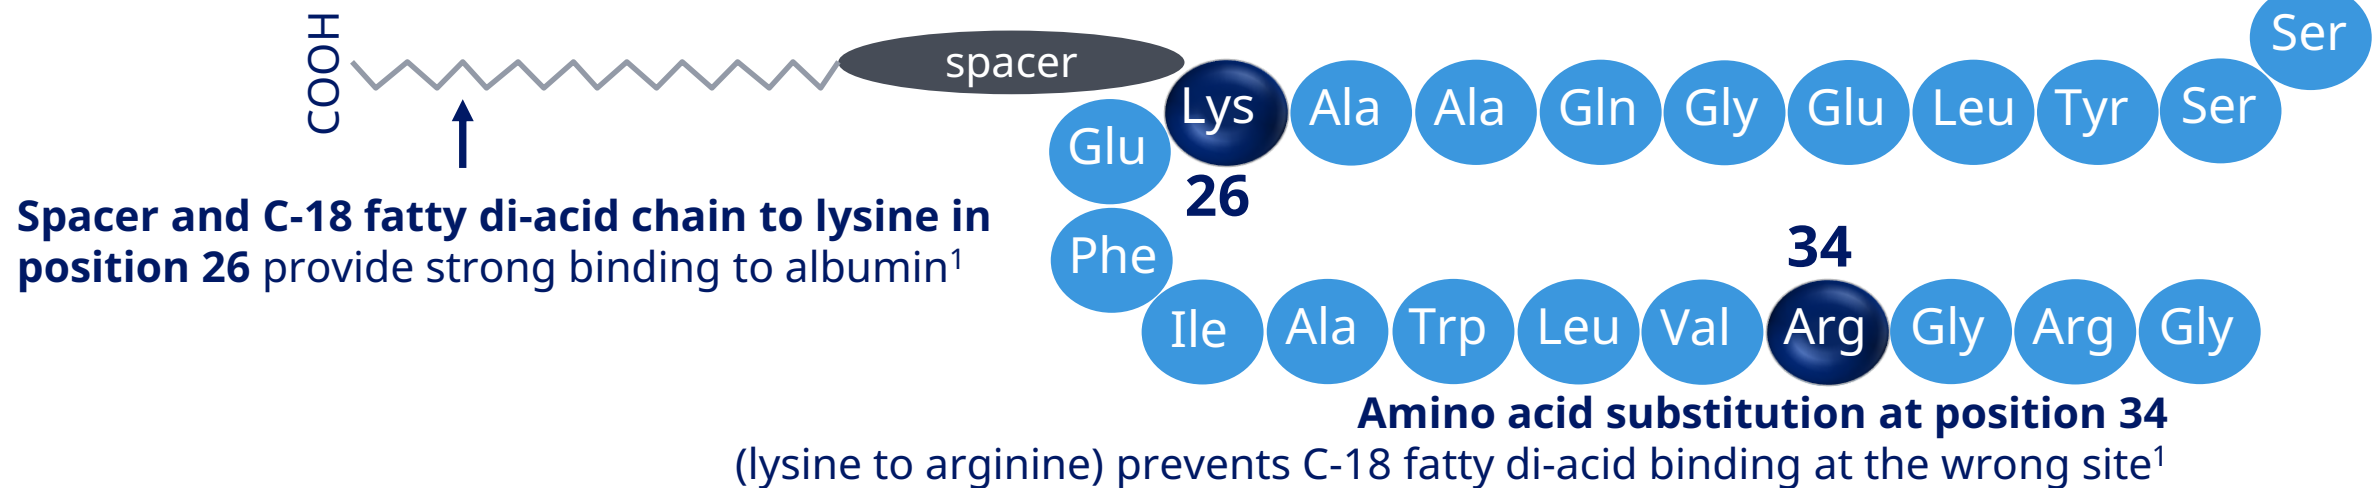 COOH
spacer
Ser
Lys Ala Ala Gln Gly Glu Leu Tyr Ser
Glu
26
Spacer and C-18 fatty di-acid chain to lysine in
position 26 provide strong binding to albumin¹
Phe
34
Ile Ala Trp Leu Val Arg Gly Arg Gly
Amino acid substitution at position 34
(lysine to arginine) prevents C-18 fatty di-acid binding at the wrong site¹